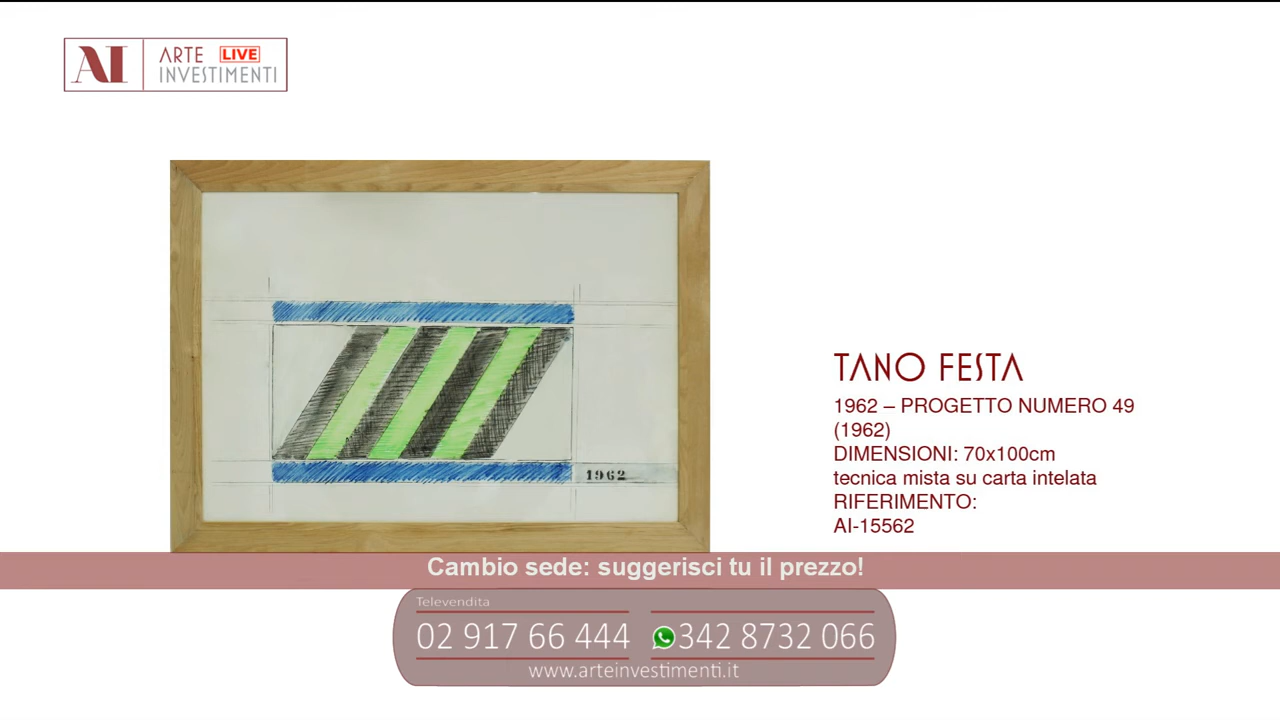 AI ARTE LIVE
INVESTIMENTI
1962
TANO FESTA
1962 – PROGETTO NUMERO 49
(1962)
DIMENSIONI: 70x100cm
tecnica mista su carta intelata
RIFERIMENTO:
AI-15562
Cambio sede: suggerisci tu il prezzo!
Televendita
02 917 66 444 342 8732 066
www.arteinvestimenti.it